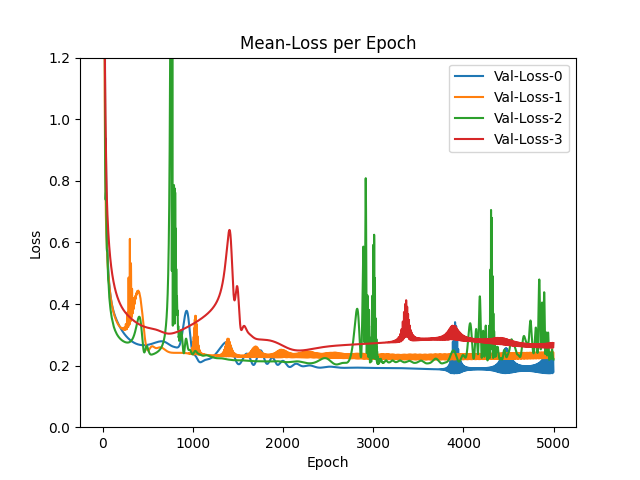 Mean-Loss per Epoch
1.2
1.0
0.8
0.6
0.4
0.2
0.0
Loss
Val-Loss-0
Val-Loss-1
Val-Loss-2
Val-Loss-3
0 1000 2000 3000 4000 5000
Epoch